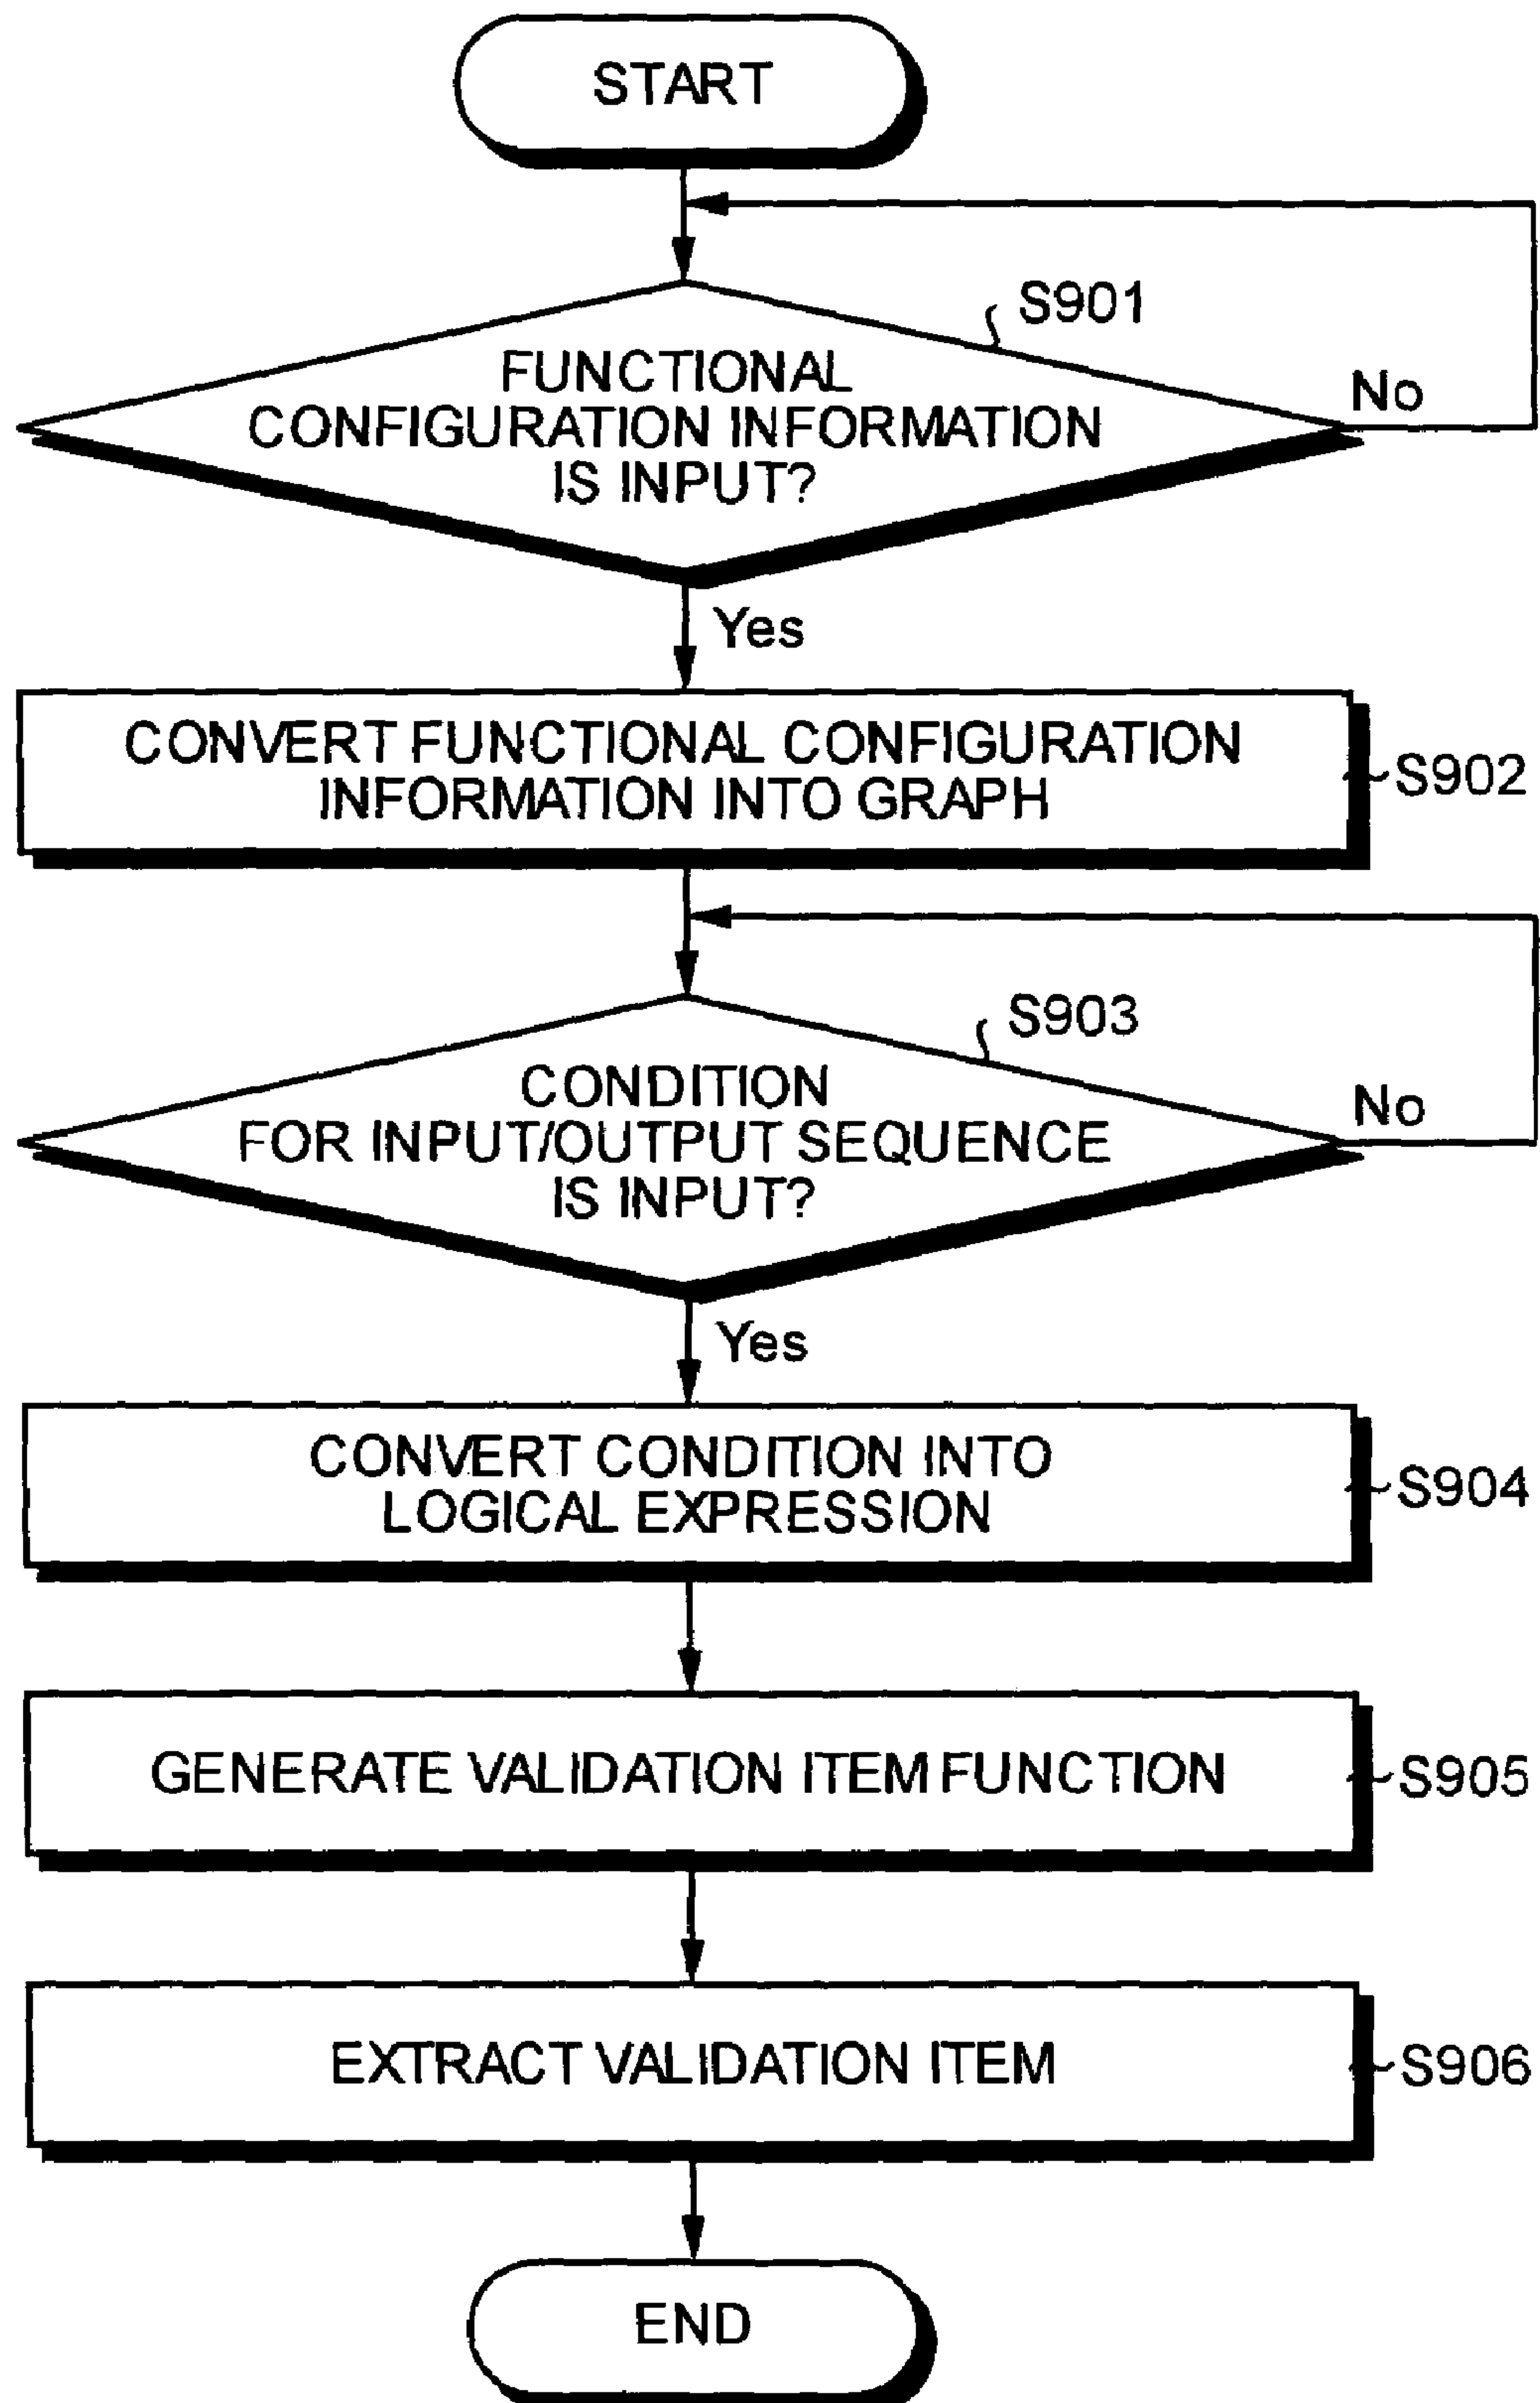 START
S901
FUNCTIONAL
CONFIGURATION INFORMATION
IS INPUT?
No
Yes
CONVERT FUNCTIONAL CONFIGURATION
INFORMATION INTO GRAPH
S902
S903
CONDITION
FOR INPUT/OUTPUT SEQUENCE
IS INPUT?
No
Yes
CONVERT CONDITION INTO
LOGICAL EXPRESSION
S904
GENERATE VALIDATION ITEM FUNCTION
S905
EXTRACT VALIDATION ITEM
S906
END